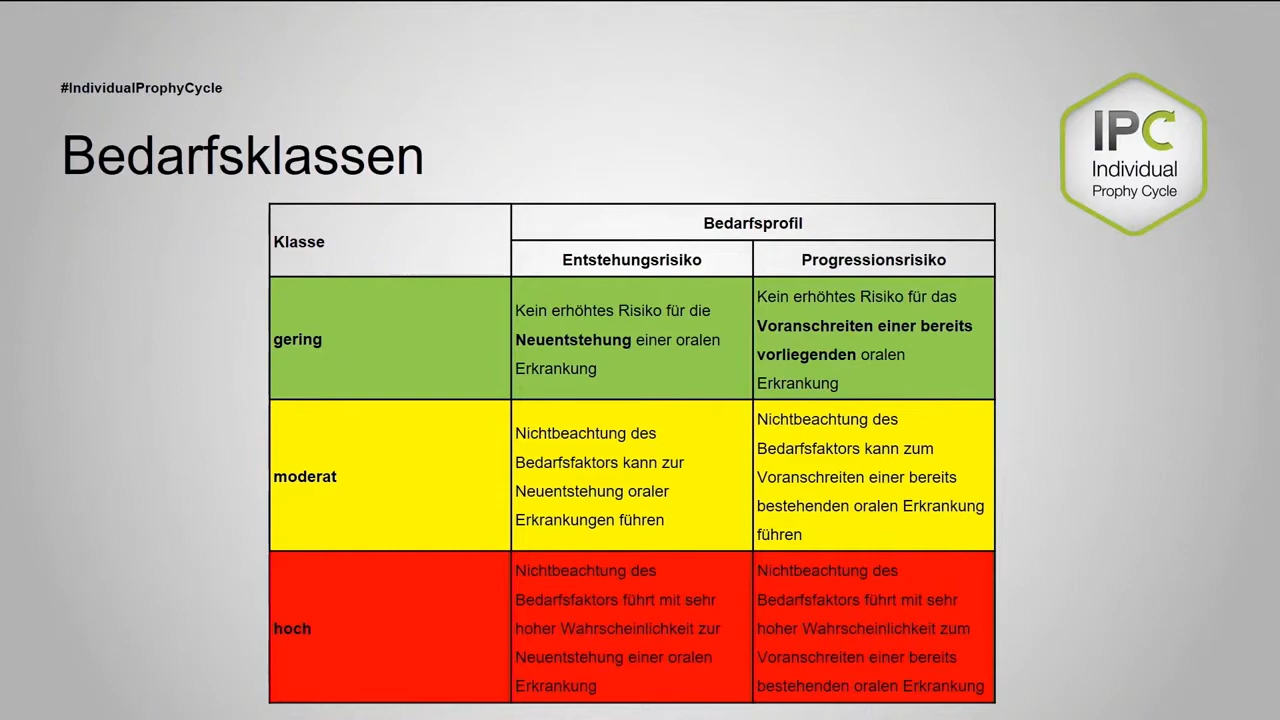 #IndividualProphyCycle
IPC
Individual
Prophy Cycle
Bedarfsklassen
Klasse
Bedarfsprofil
Entstehungsrisiko
Progressionsrisiko
gering
Kein erhöhtes Risiko für die
Neuentstehung einer oralen
Erkrankung
Kein erhöhtes Risiko für das
Voranschreiten einer bereits
vorliegenden oralen
Erkrankung
moderat
Nichtbeachtung des
Bedarfsfaktors kann zur
Neuentstehung oraler
Erkrankungen führen
Nichtbeachtung des
Bedarfsfaktors kann zum
Voranschreiten einer bereits
bestehenden oralen Erkrankung
führen
hoch
Nichtbeachtung des
Bedarfsfaktors führt mit sehr
hoher Wahrscheinlichkeit zur
Neuentstehung einer oralen
Erkrankung
Nichtbeachtung des
Bedarfsfaktors führt mit sehr
hoher Wahrscheinlichkeit zum
Voranschreiten einer bereits
bestehenden oralen Erkrankung